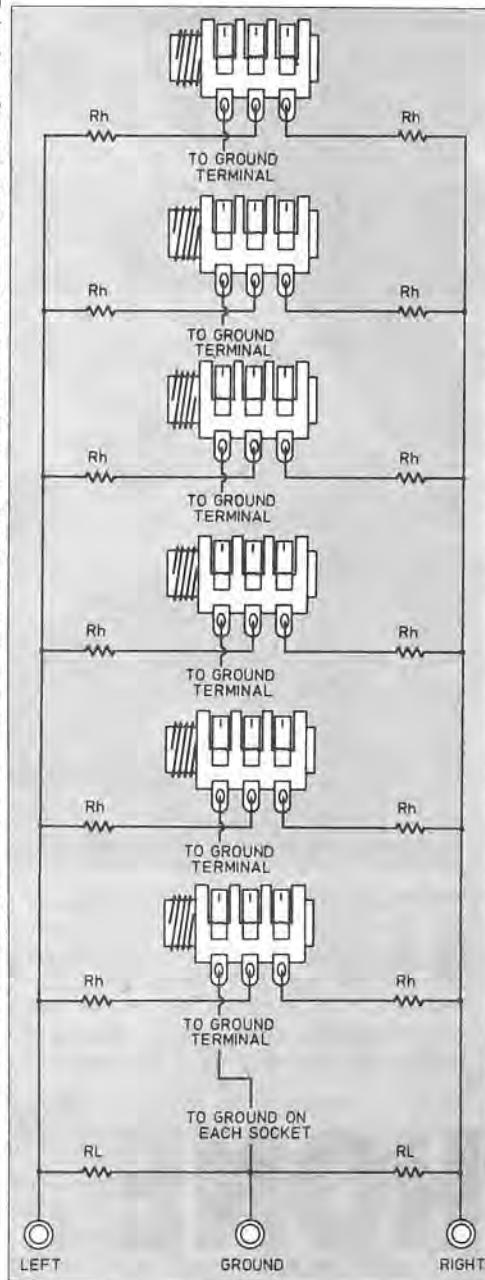 Rh Rh
TO GROUND
TERMINAL
Rh Rh
TO GROUND
TERMINAL
Rh Rh
TO GROUND
TERMINAL
Rh Rh
TO GROUND
TERMINAL
Rh Rh
TO GROUND
TERMINAL
Rh Rh
TO GROUND
TERMINAL
TO GROUND ON
EACH SOCKET
RL RL
LEFT GROUND RIGHT